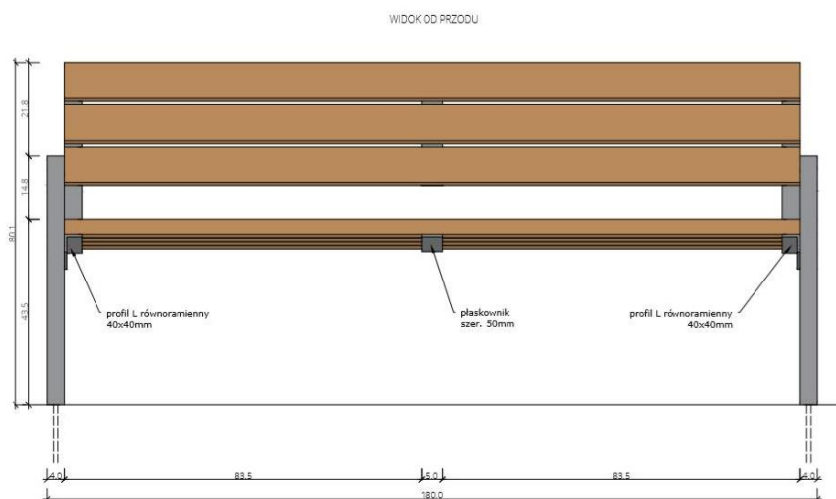 WIDOK OD PRZODU
21.8
14.8
80.1
43.5
profil L równoramienny
40x40mm
płaskownik
szer. 50mm
profil L równoramienny
40x40mm
4.0
83.5
5.0
83.5
4.0
180.0